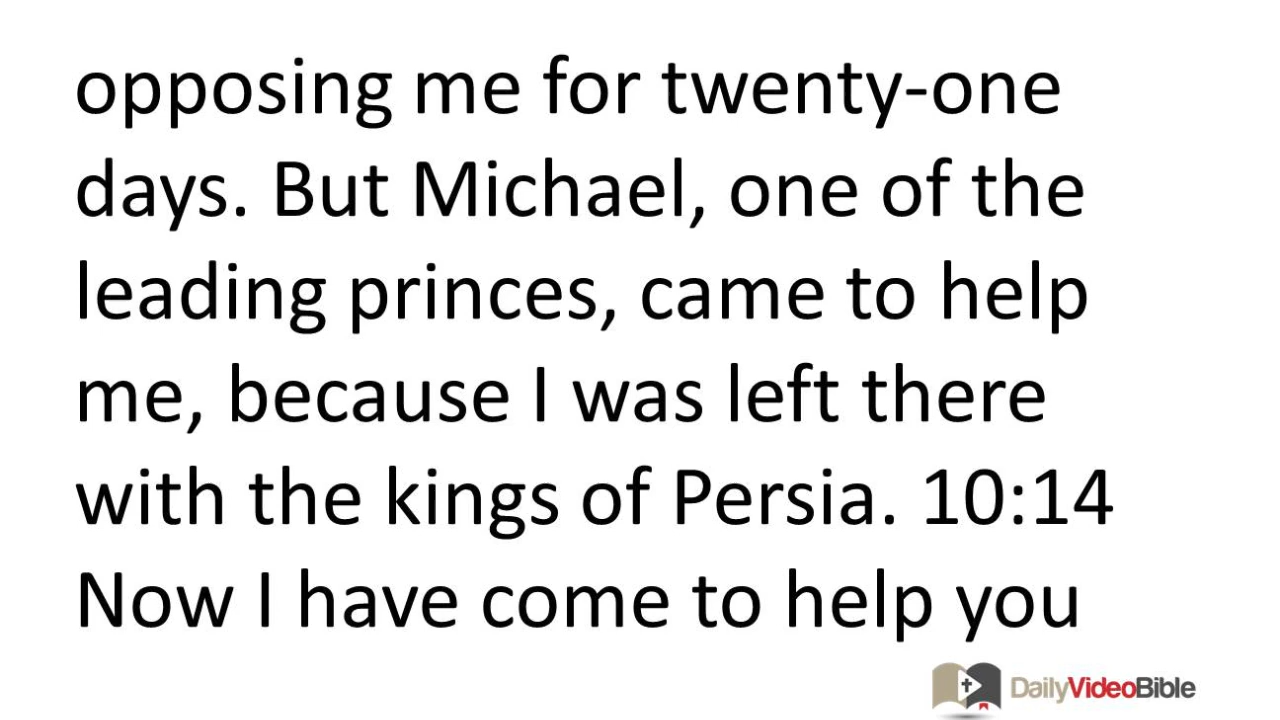 opposing me for twenty-one
days. But Michael, one of the
leading princes, came to help
me, because I was left there
with the kings of Persia. 10:14
Now I have come to help you
DailyVideoBible